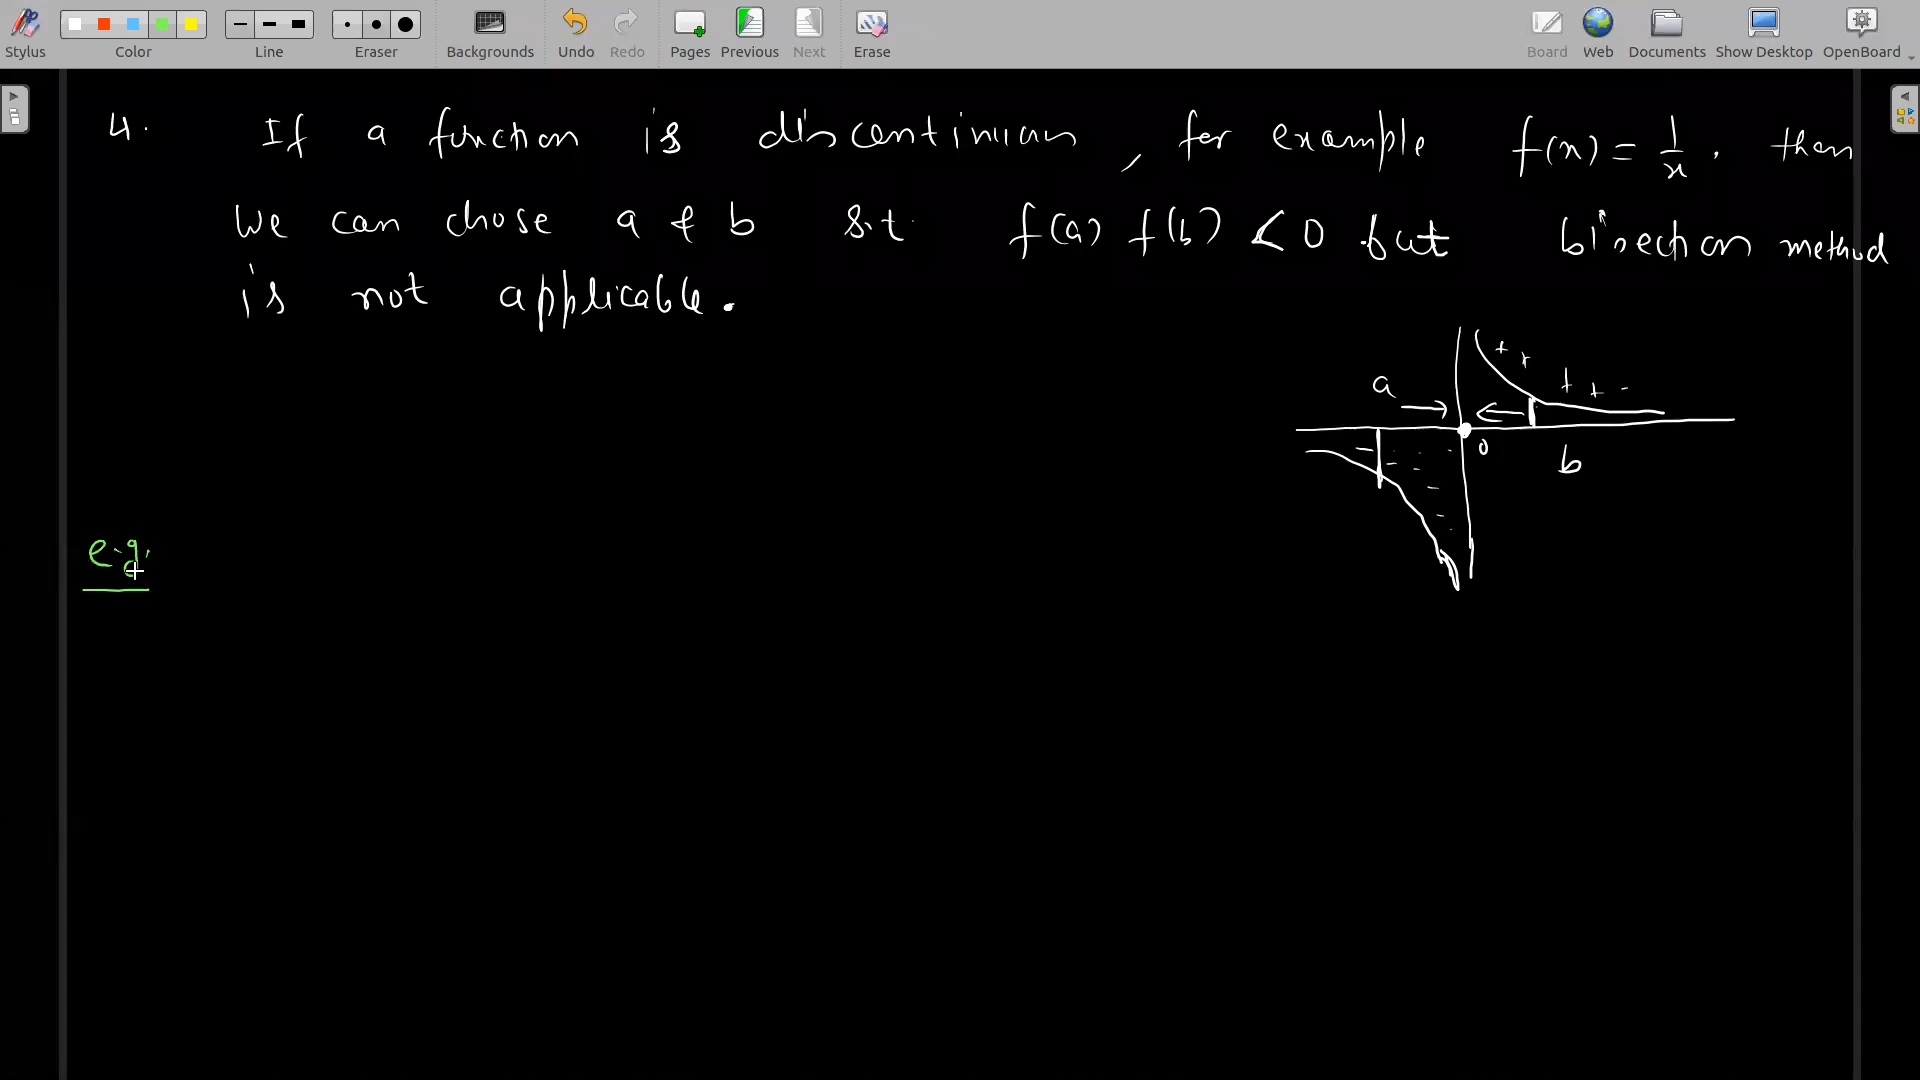 Stylus Color Line Eraser Backgrounds Undo Redo Pages Previous Next Erase Board Web Documents Show Desktop OpenBoard
4. If a function is discontinious, for example f(x) = 1/x. then
we can chose a & b s.t. f(a) f(b) < 0 but bisection method
is not applicable.
a
0
b
e.g.